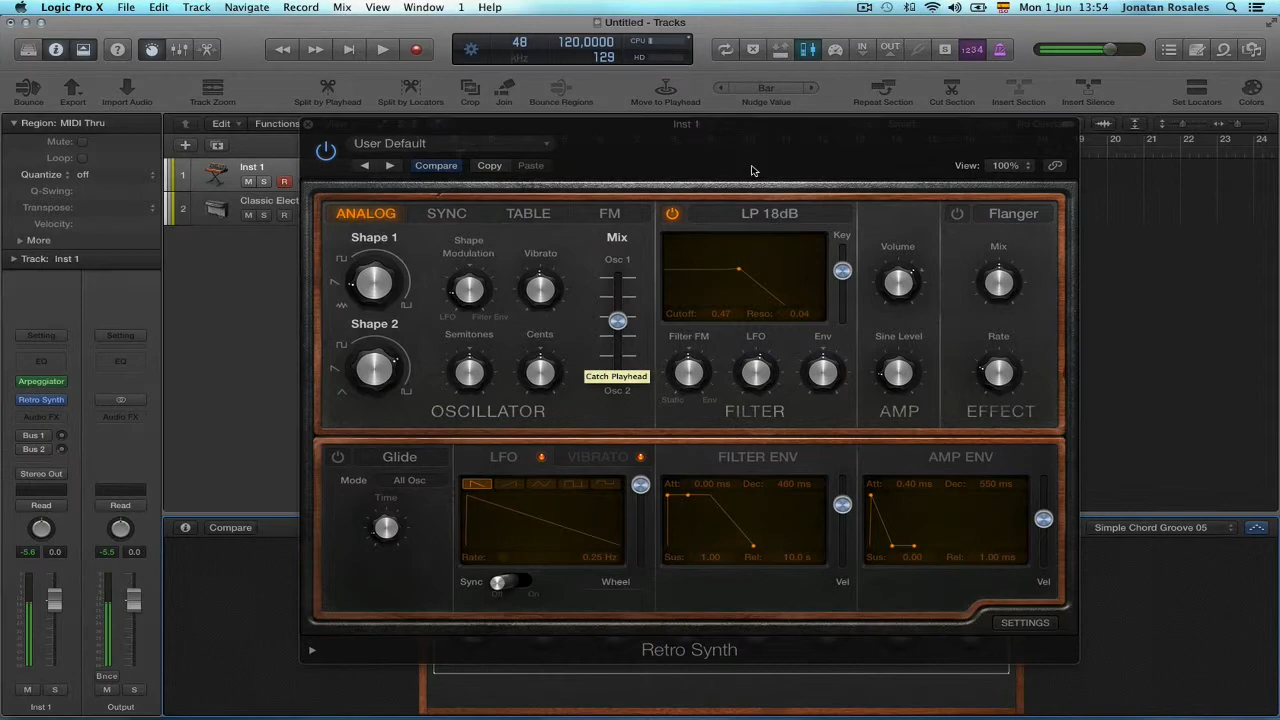 Logic Pro X File Edit Track Navigate Record Mix View Window 1 Help Mon 1 Jun 13:54 Jonatan Rosales
Untitled - Tracks
48 kHz 120,0000 129 CPU HD IN OUT S 1234
Bounce Export Import Audio Track Zoom Split by Playhead Split by Locators Crop Join Bounce Regions Move to Playhead Bar Nudge Value Repeat Section Cut Section Insert Section Insert Silence Set Locators Colors
Region: MIDI Thru
Mute:
Loop:
Quantize off
Q-Swing:
Transpose:
Velocity:
More
Track: Inst 1
Setting Setting
EQ EQ
Arpeggiator
Retro Synth
Audio FX Audio FX
Bus 1
Bus 2
Stereo Out
Read Read
-5.6 0.0 -5.5 0.0
Bnce
M S M S
Inst 1 Output
Edit Functions
1 Inst 1
M S R
2 Classic Elect
M S
Compare
Simple Chord Groove 05
Inst 1
User Default
Compare Copy Paste View: 100%
ANALOG SYNC TABLE FM
Shape 1
Shape Modulation
Vibrato
Mix
Osc 1
LFO Filter Env
Shape 2
Semitones Cents
Catch Playhead
Osc 2
OSCILLATOR
LP 18dB
Key
Cutoff: 0.47 Reso: 0.04
Filter FM LFO Env
Static Env
FILTER
Volume
Sine Level
AMP
Flanger
Mix
Rate
EFFECT
Glide
Mode All Osc
Time
LFO VIBRATO
Rate: 0.25 Hz
Sync Off On Wheel
FILTER ENV
Att: 0.00 ms Dec: 460 ms
Sus: 1.00 Rel: 10.0 s
Vel
AMP ENV
Att: 0.40 ms Dec: 550 ms
Sus: 0.00 Rel: 1.00 ms
Vel
SETTINGS
Retro Synth